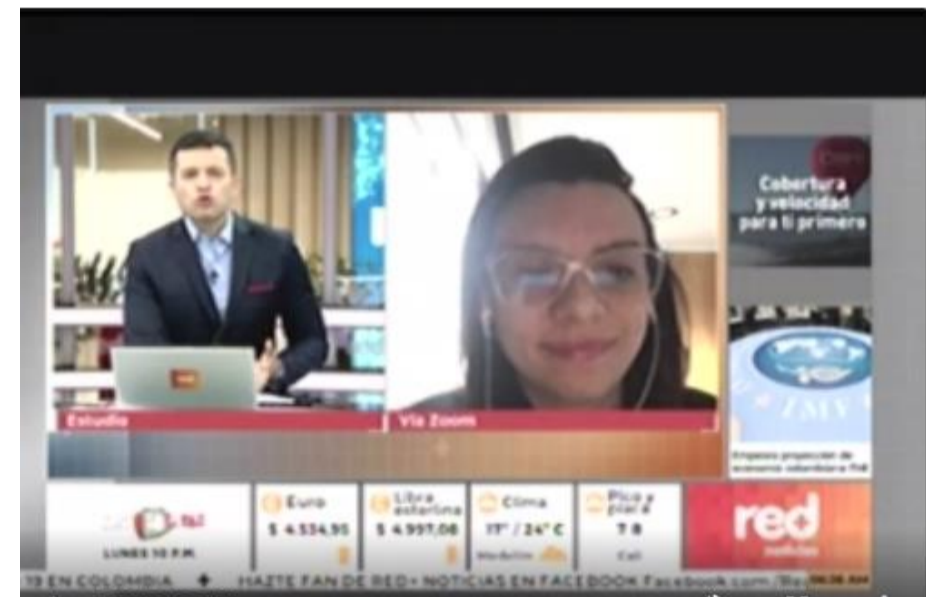 Cobertura
y velocidad
para ti primero
Estudio
Vía Zoom
Empeora proyección de
economía colombiana: FMI
LUNES 10 P.M.
Euro
$ 4.534,95
Libra
esterlina
$ 4.997,08
Clima
17° / 24° C
Medellín
Pico y
placa
7 8
Cali
red
noticias
19 EN COLOMBIA + HAZTE FAN DE RED+ NOTICIAS EN FACEBOOK Facebook.com/Red